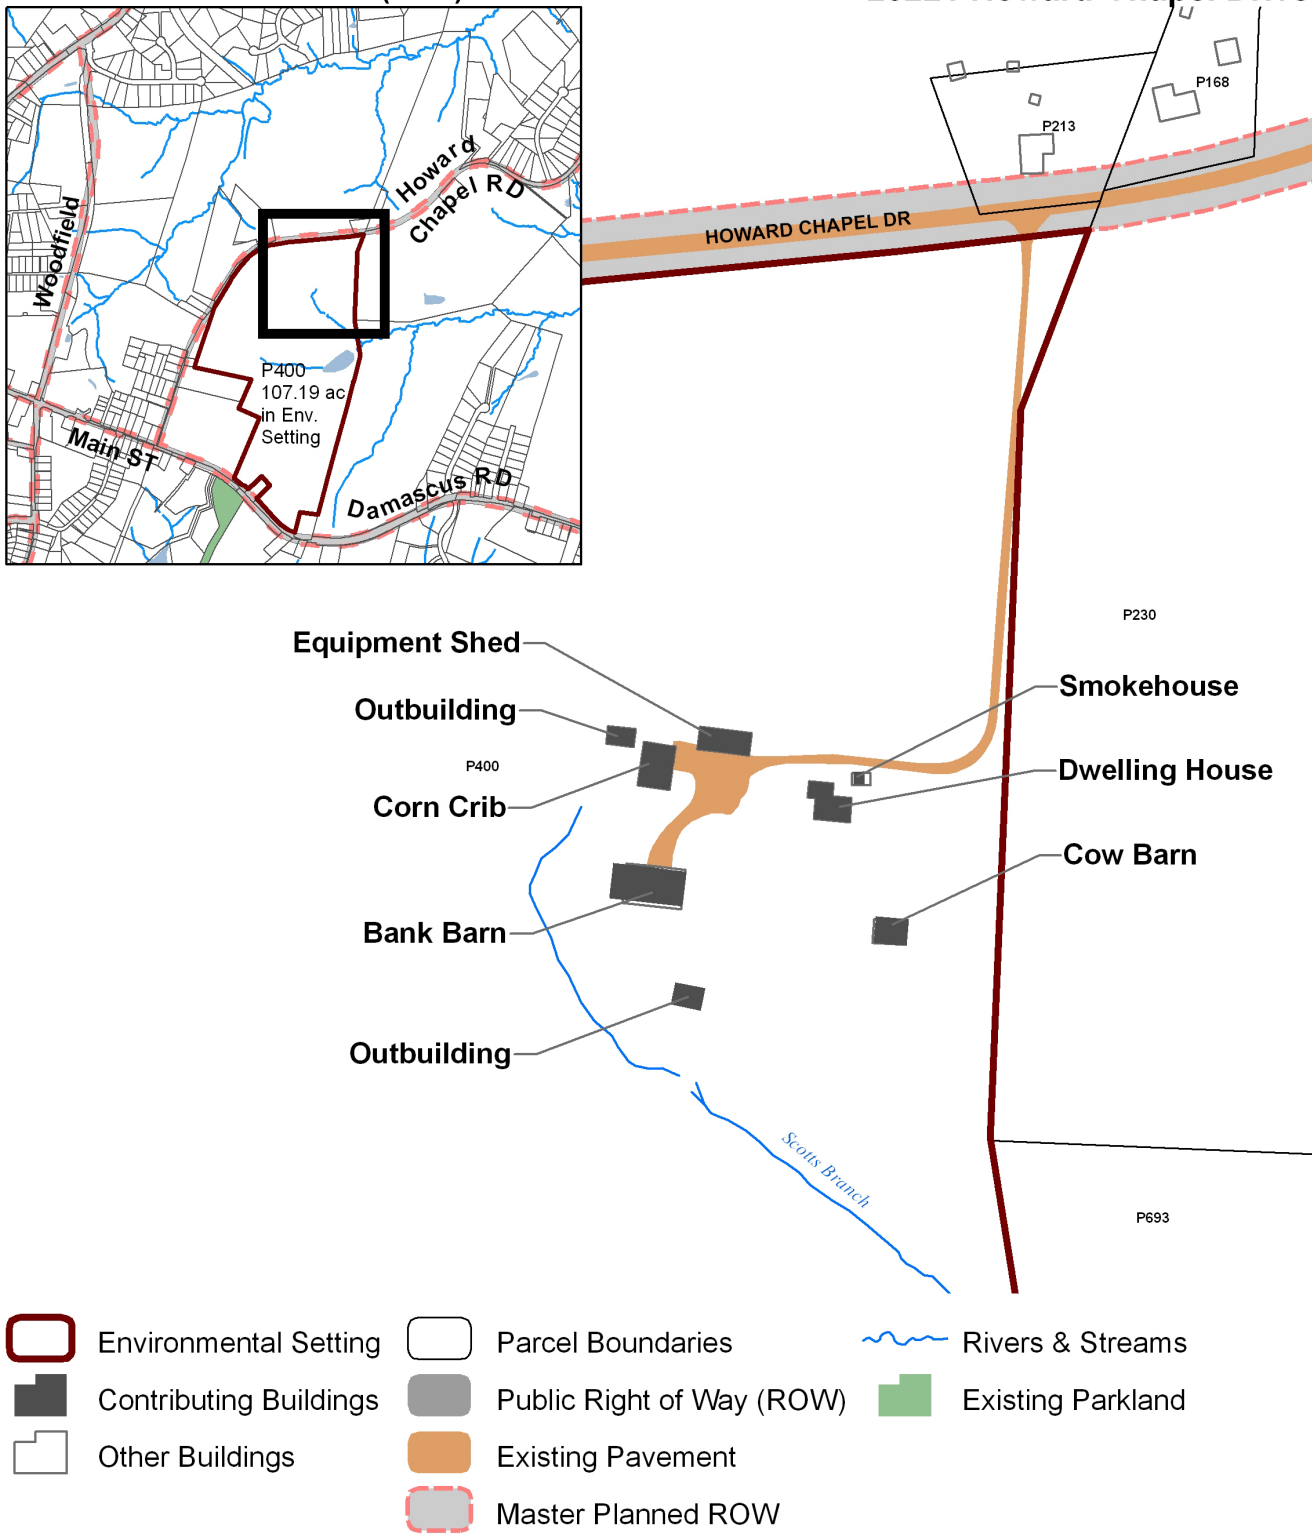 Woodfield
Howard
Chapel RD
P400
107.19 ac
in Env.
Setting
Main ST
Damascus RD
P168
P213
HOWARD CHAPEL DR
P230
Equipment Shed
Smokehouse
Outbuilding
P400
Dwelling House
Corn Crib
Cow Barn
Bank Barn
Outbuilding
Scotts Branch
P693
Environmental Setting
Parcel Boundaries
Rivers & Streams
Contributing Buildings
Public Right of Way (ROW)
Existing Parkland
Other Buildings
Existing Pavement
Master Planned ROW